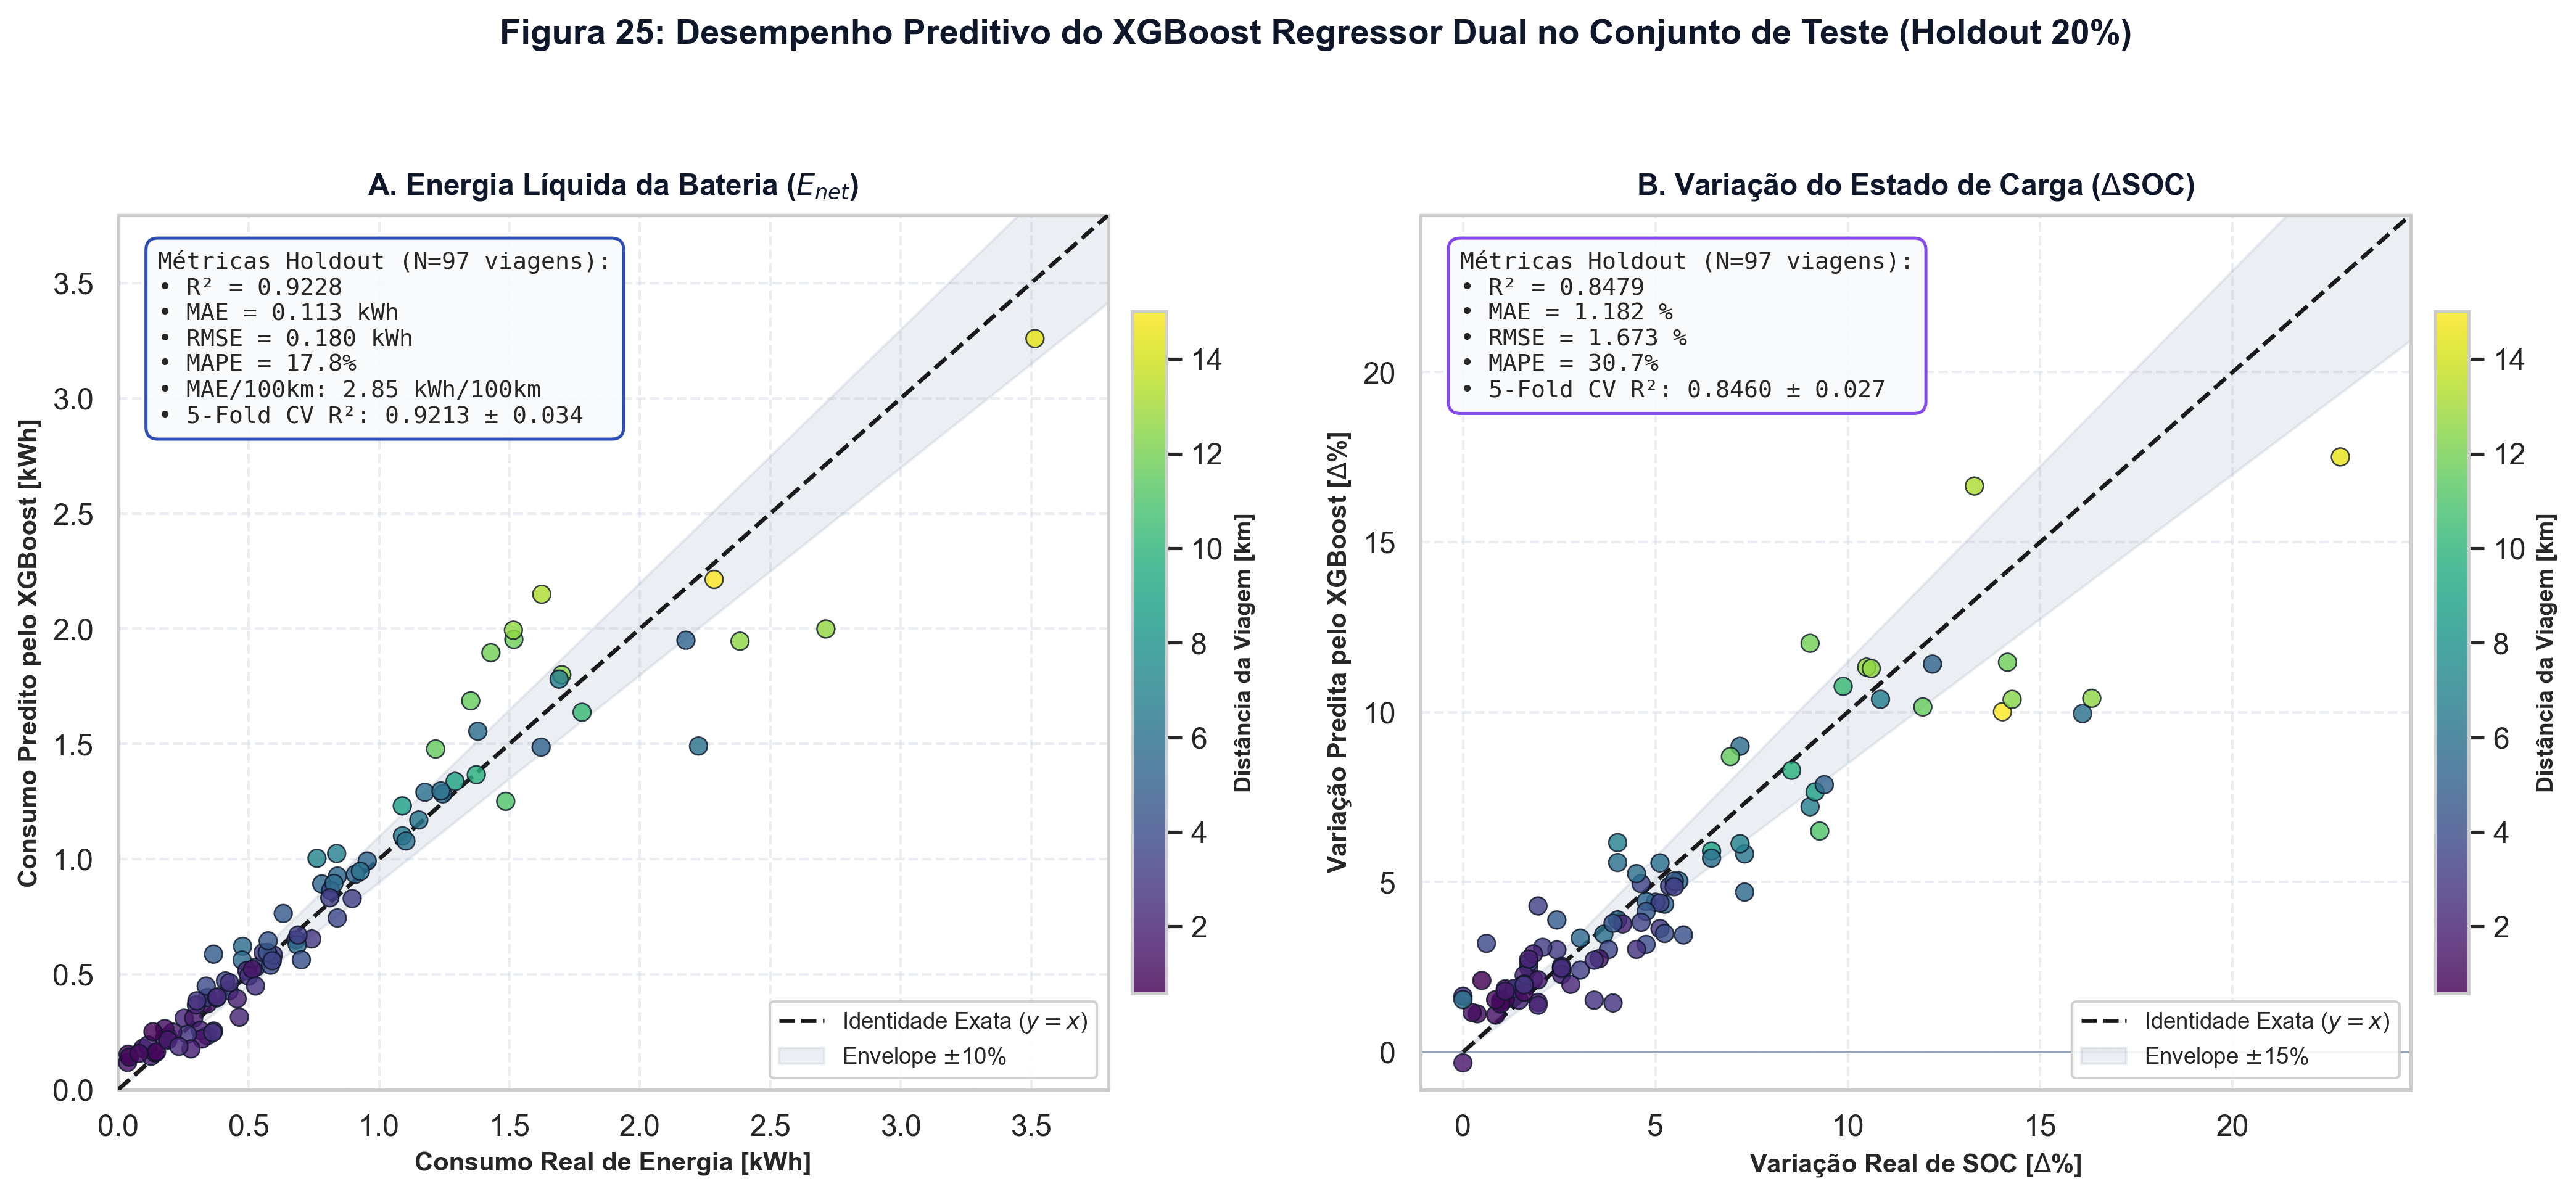 Figura 25: Desempenho Preditivo do XGBoost Regressor Dual no Conjunto de Teste (Holdout 20%)
A. Energia Líquida da Bateria (E_net)
Métricas Holdout (N=97 viagens):
• R² = 0.9228
• MAE = 0.113 kWh
• RMSE = 0.180 kWh
• MAPE = 17.8%
• MAE/100km: 2.85 kWh/100km
• 5-Fold CV R²: 0.9213 ± 0.034
Consumo Predito pelo XGBoost [kWh]
3.5
3.0
2.5
2.0
1.5
1.0
0.5
0.0
0.0 0.5 1.0 1.5 2.0 2.5 3.0 3.5
Consumo Real de Energia [kWh]
Identidade Exata (y = x)
Envelope ±10%
14
12
10
8
6
4
2
Distância da Viagem [km]
B. Variação do Estado de Carga (ΔSOC)
Métricas Holdout (N=97 viagens):
• R² = 0.8479
• MAE = 1.182 %
• RMSE = 1.673 %
• MAPE = 30.7%
• 5-Fold CV R²: 0.8460 ± 0.027
Variação Predita pelo XGBoost [Δ%]
20
15
10
5
0
0 5 10 15 20
Variação Real de SOC [Δ%]
Identidade Exata (y = x)
Envelope ±15%
14
12
10
8
6
4
2
Distância da Viagem [km]